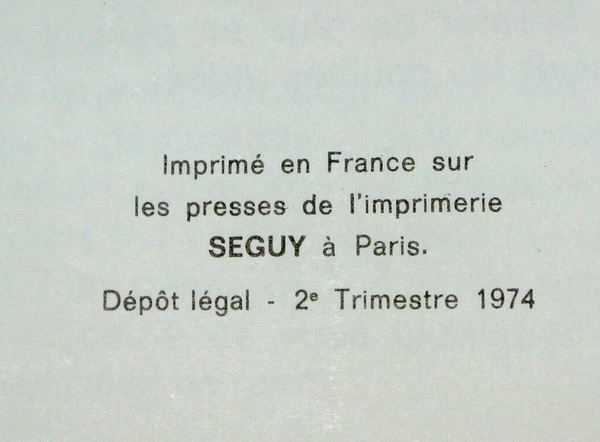 Imprimé en France sur
les presses de l'imprimerie
SEGUY à Paris.
Dépôt légal - 2e Trimestre 1974